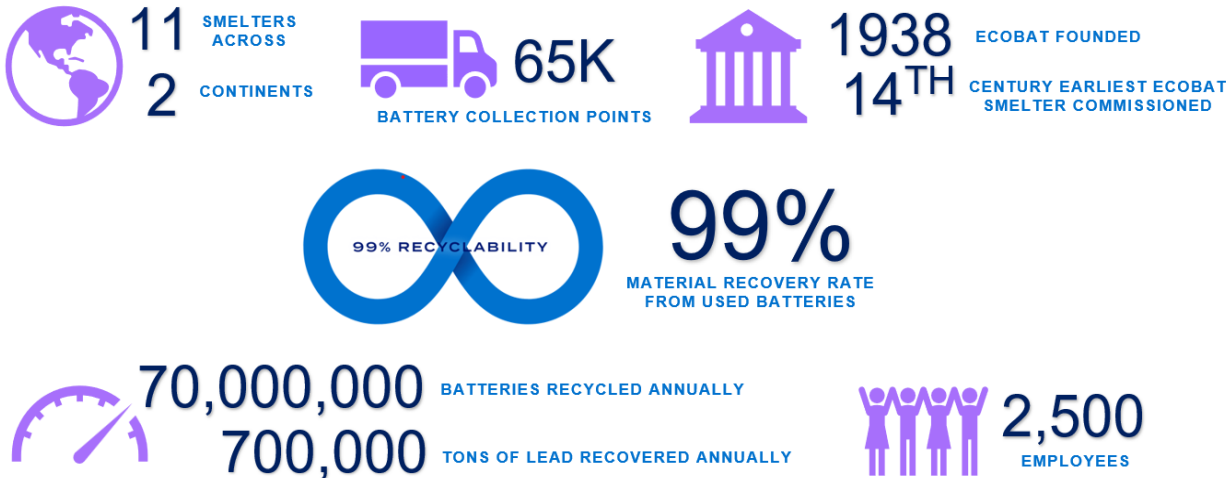 11 SMELTERS
ACROSS
2 CONTINENTS
65K
BATTERY COLLECTION POINTS
1938 ECOBAT FOUNDED
14TH CENTURY EARLIEST ECOBAT
SMELTER COMMISSIONED
99% RECYCLABILITY
99%
MATERIAL RECOVERY RATE
FROM USED BATTERIES
70,000,000 BATTERIES RECYCLED ANNUALLY
700,000 TONS OF LEAD RECOVERED ANNUALLY
2,500
EMPLOYEES